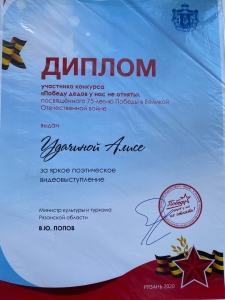 ДИПЛОМ
участника конкурса
«Победу дедов у нас не отнять!»,
посвящённого 75-летию Победы в Великой
Отечественной войне
выдан
Удачиной Алисе
за яркое поэтическое
видеовыступление
Министр культуры и туризма
Рязанской области
В.Ю. ПОПОВ
РЯЗАНЬ 2020